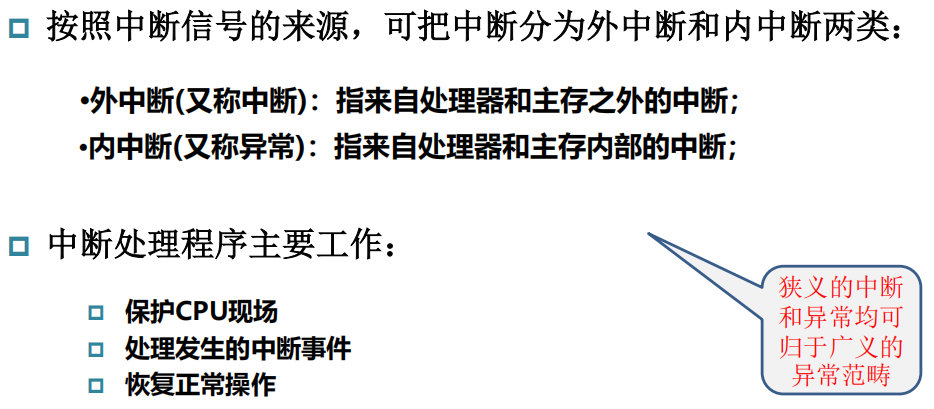 按照中断信号的来源，可把中断分为外中断和内中断两类：
•外中断(又称中断)：指来自处理器和主存之外的中断；
•内中断(又称异常)：指来自处理器和主存内部的中断；
中断处理程序主要工作：
保护CPU现场
处理发生的中断事件
恢复正常操作
狭义的中断
和异常均可
归于广义的
异常范畴